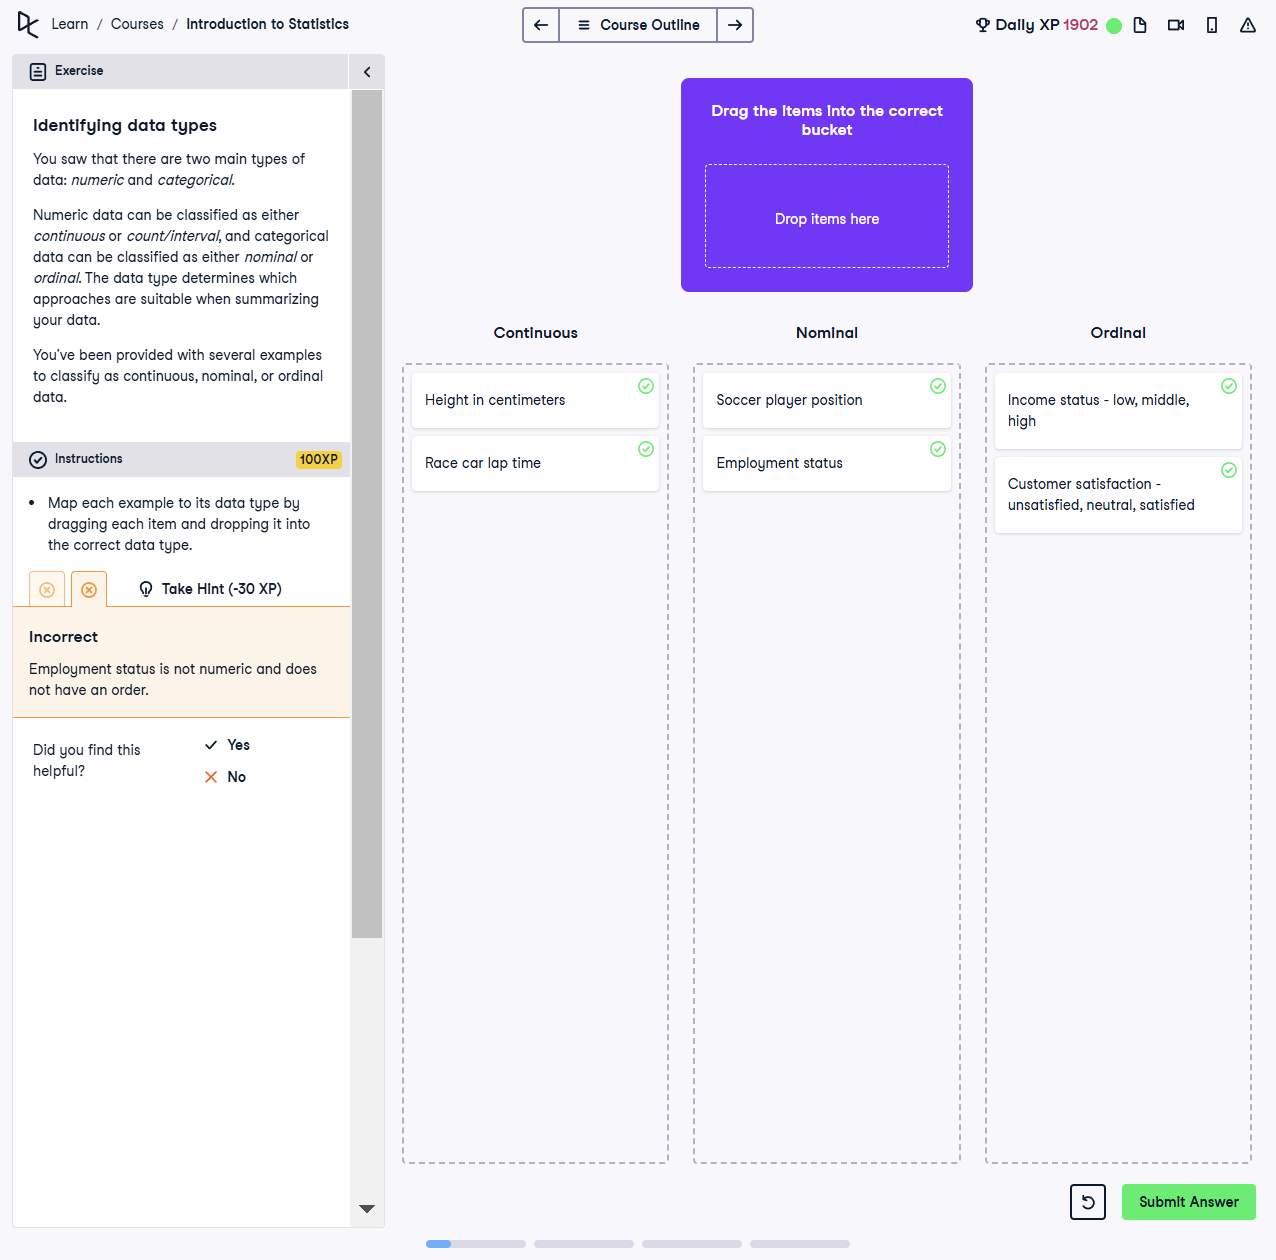 Learn / Courses / Introduction to Statistics
Course Outline
Daily XP 1902
Exercise
Identifying data types
You saw that there are two main types of
data: numeric and categorical.
Numeric data can be classified as either
continuous or count/interval, and categorical
data can be classified as either nominal or
ordinal. The data type determines which
approaches are suitable when summarizing
your data.
You've been provided with several examples
to classify as continuous, nominal, or ordinal
data.
Instructions
100XP
• Map each example to its data type by
dragging each item and dropping it into
the correct data type.
Take Hint (-30 XP)
Incorrect
Employment status is not numeric and does
not have an order.
Did you find this
helpful?
Yes
No
Drag the items into the correct
bucket
Drop items here
Continuous
Height in centimeters
Race car lap time
Nominal
Soccer player position
Employment status
Ordinal
Income status - low, middle,
high
Customer satisfaction -
unsatisfied, neutral, satisfied
Submit Answer